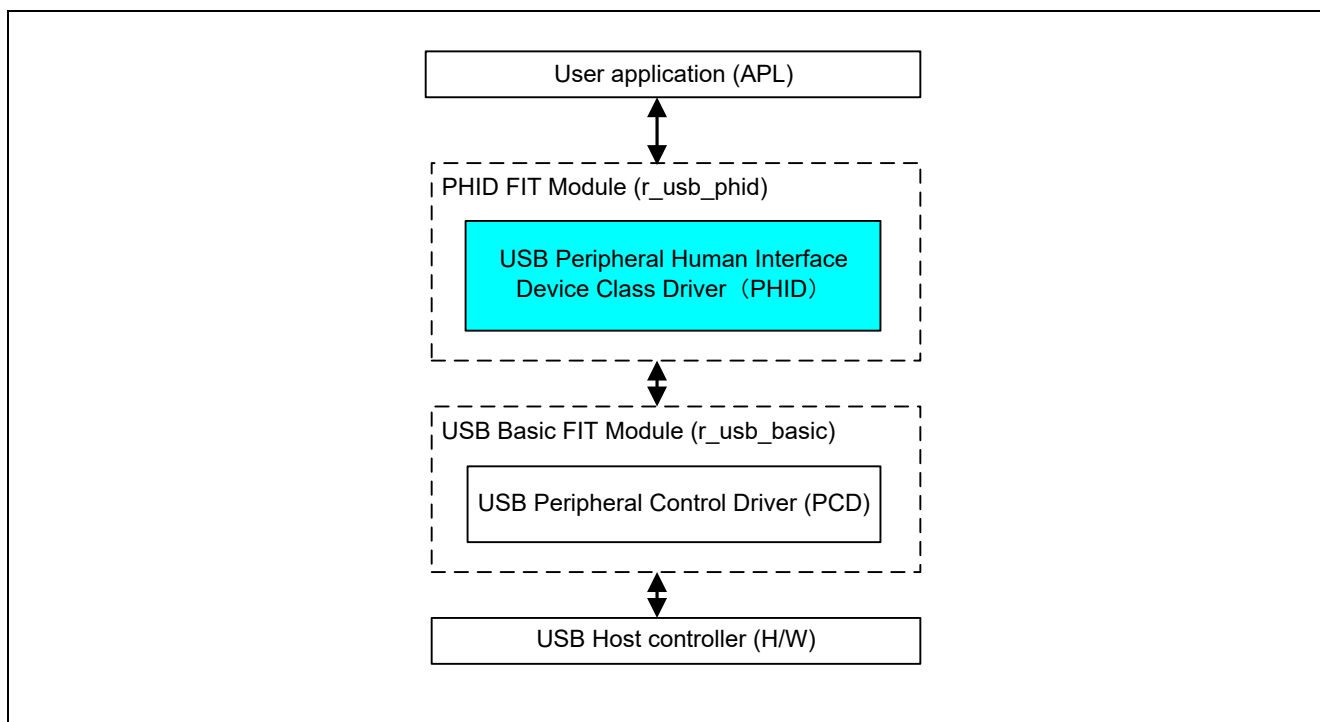 User application (APL)
PHID FIT Module (r_usb_phid)
USB Peripheral Human Interface
Device Class Driver（PHID）
USB Basic FIT Module (r_usb_basic)
USB Peripheral Control Driver (PCD)
USB Host controller (H/W)